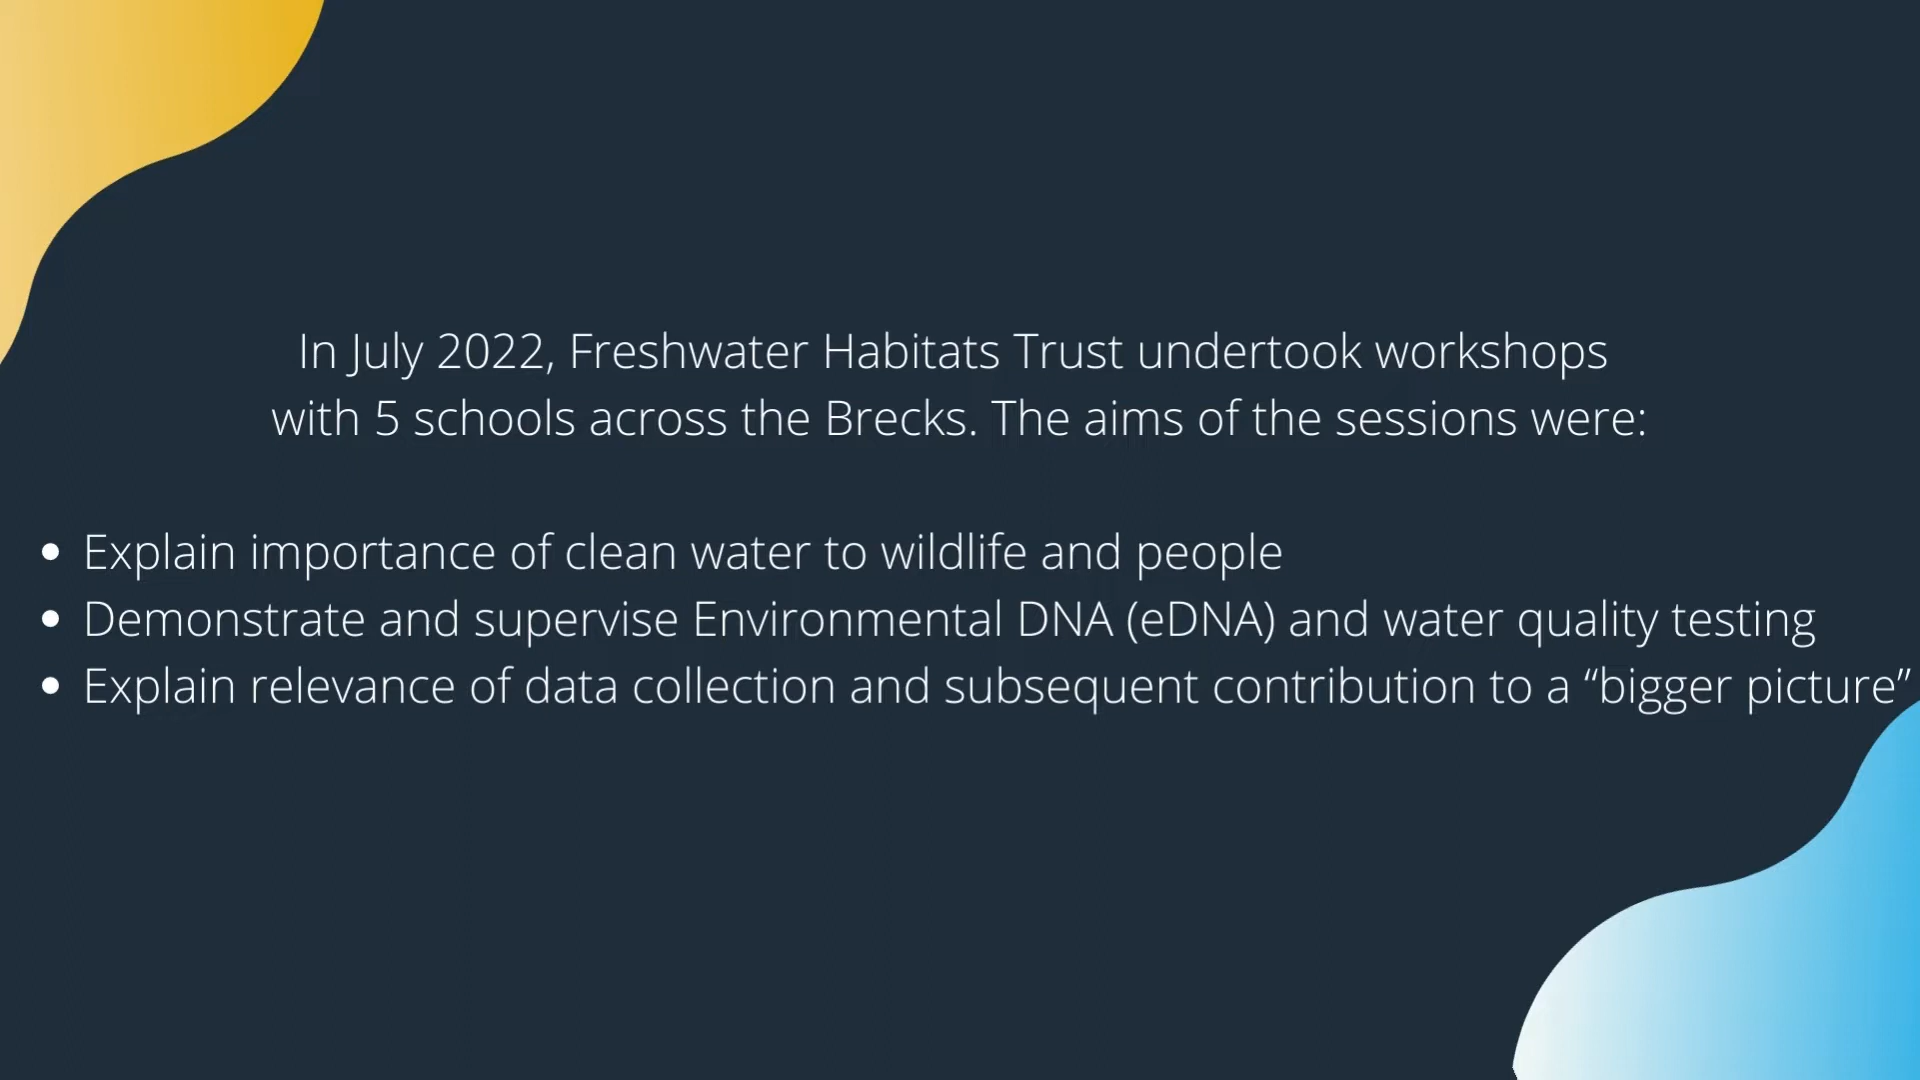 In July 2022, Freshwater Habitats Trust undertook workshops
with 5 schools across the Brecks. The aims of the sessions were:
• Explain importance of clean water to wildlife and people
• Demonstrate and supervise Environmental DNA (eDNA) and water quality testing
• Explain relevance of data collection and subsequent contribution to a “bigger picture”